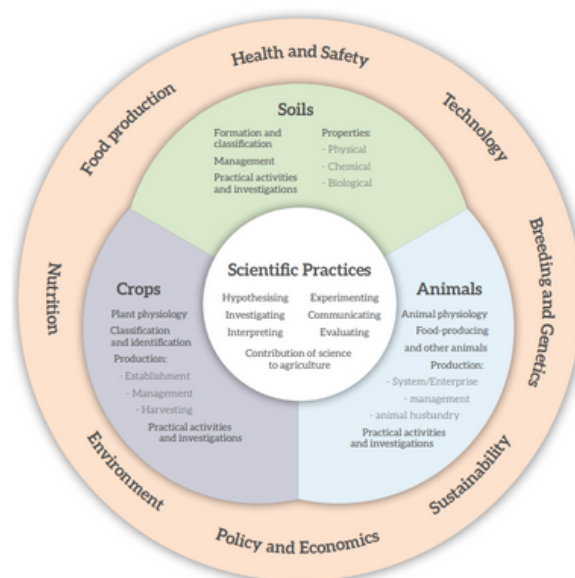 Health and Safety
Food production
Technology
Soils
Formation and
classification
Management
Practical activities
and investigations
Properties:
- Physical
- Chemical
- Biological
Nutrition
Breeding and Genetics
Scientific Practices
Hypothesising
Investigating
Interpreting
Experimenting
Communicating
Evaluating
Contribution of science
to agriculture
Crops
Plant physiology
Classification
and identification
Production:
- Establishment
- Management
- Harvesting
Practical activities
and investigations
Animals
Animal physiology
Food-producing
and other animals
Production:
- System/Enterprise
- management
- animal husbandry
Practical activities
and investigations
Environment
Sustainability
Policy and Economics